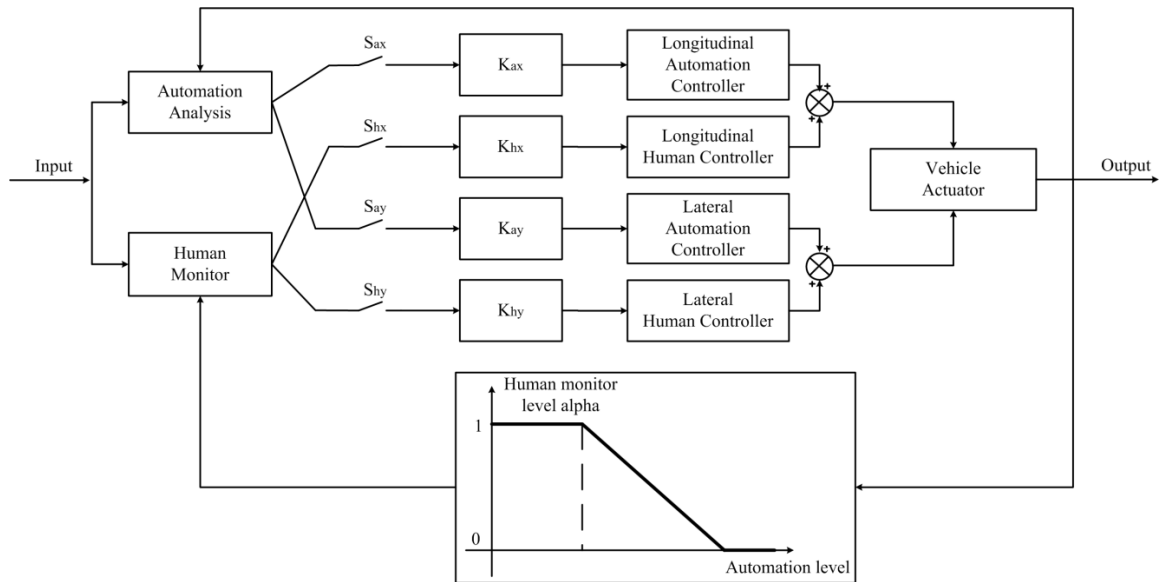 Input
Automation
Analysis
Human
Monitor
Sax
Kax
Longitudinal
Automation
Controller
+
+
Shx
Khx
Longitudinal
Human Controller
Say
Kay
Lateral
Automation
Controller
+
+
Shy
Khy
Lateral
Human Controller
Vehicle
Actuator
Output
Human monitor
level alpha
1
0
Automation level